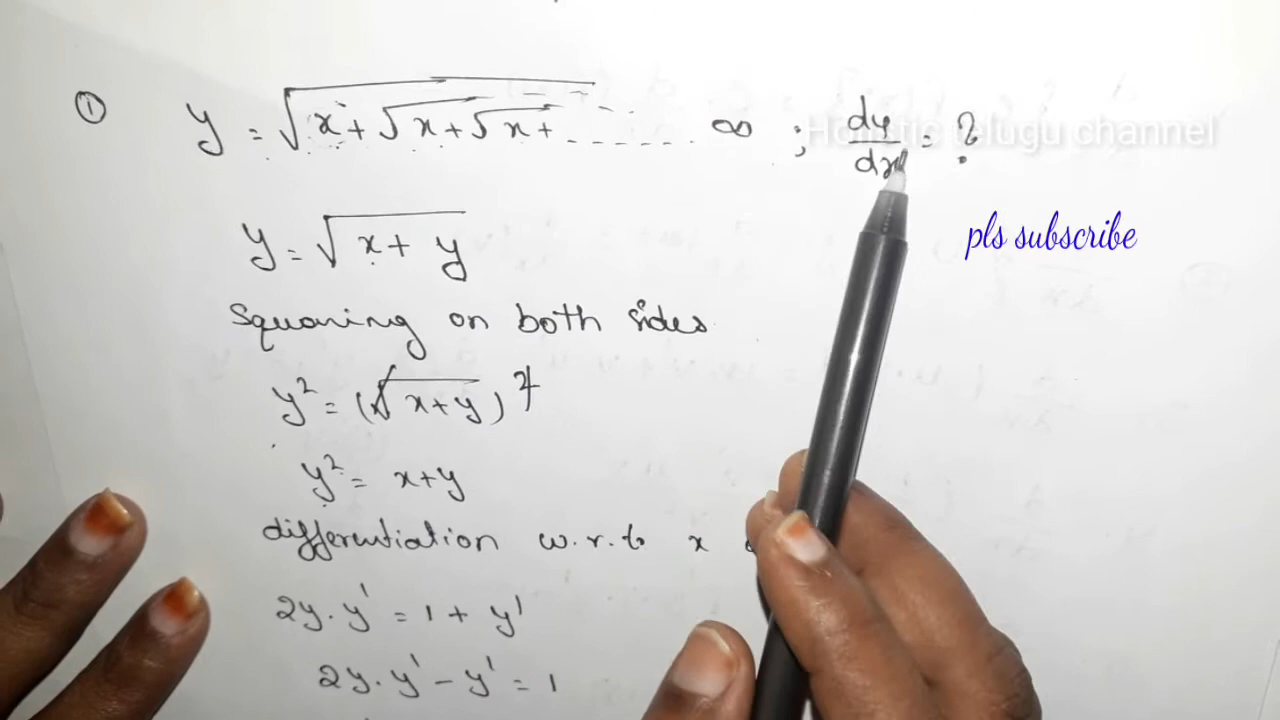 ① y = √x+√x+√x+ ------- ∞ ; dy/dx = ?
Holistic telugu channel
pls subscribe
y = √x+y
Squaring on both sides
y² = (√x+y)²
y² = x+y
differentiation w.r.to x
2y.y' = 1 + y'
2y.y' - y' = 1